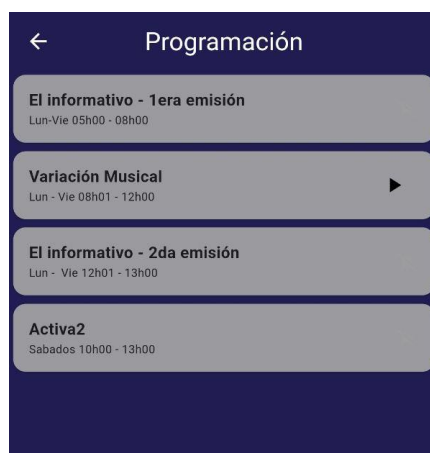 Programación
El informativo - 1era emisión
Lun-Vie 05h00 - 08h00
Variación Musical
Lun - Vie 08h01 - 12h00
El informativo - 2da emisión
Lun -  Vie 12h01 - 13h00
Activa2
Sabados 10h00 - 13h00